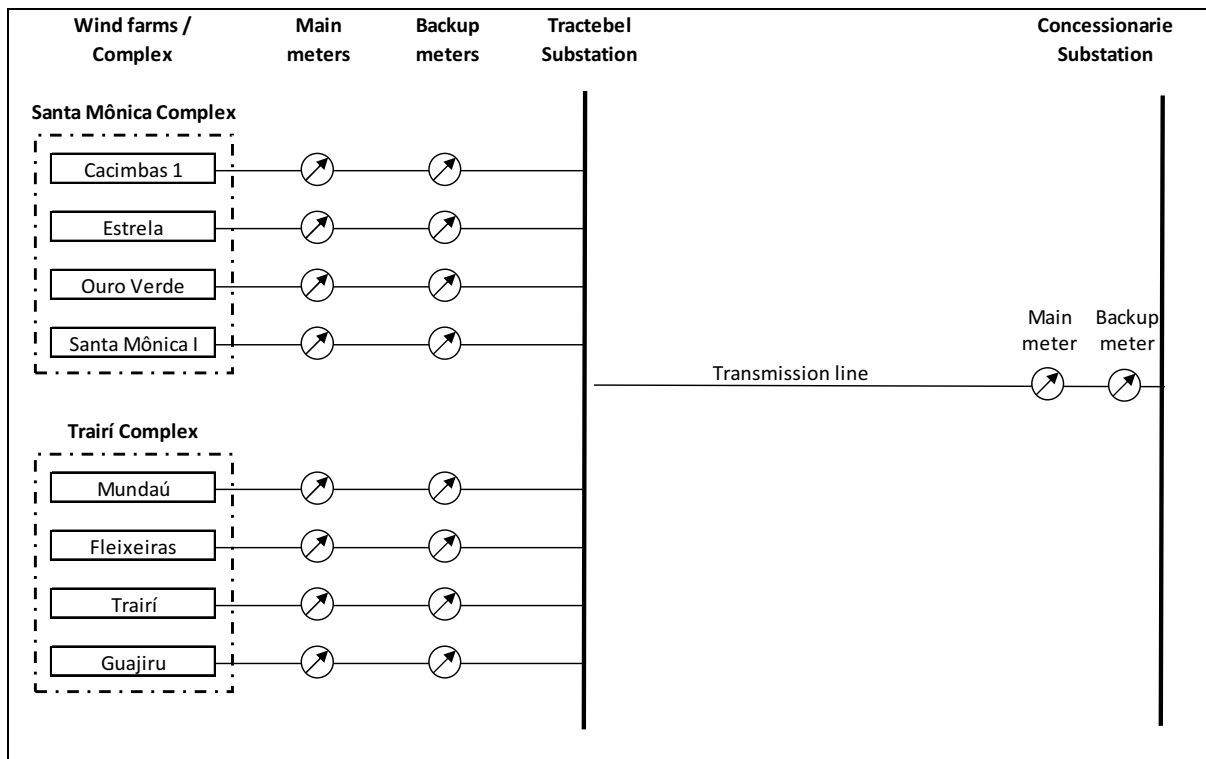 Wind farms /
Complex
Main
meters
Backup
meters
Tractebel
Substation
Concessionarie
Substation
Santa Mônica Complex
Cacimbas 1
Estrela
Ouro Verde
Santa Mônica I
Main
meter
Backup
meter
Transmission line
Trairí Complex
Mundaú
Fleixeiras
Trairí
Guajiru